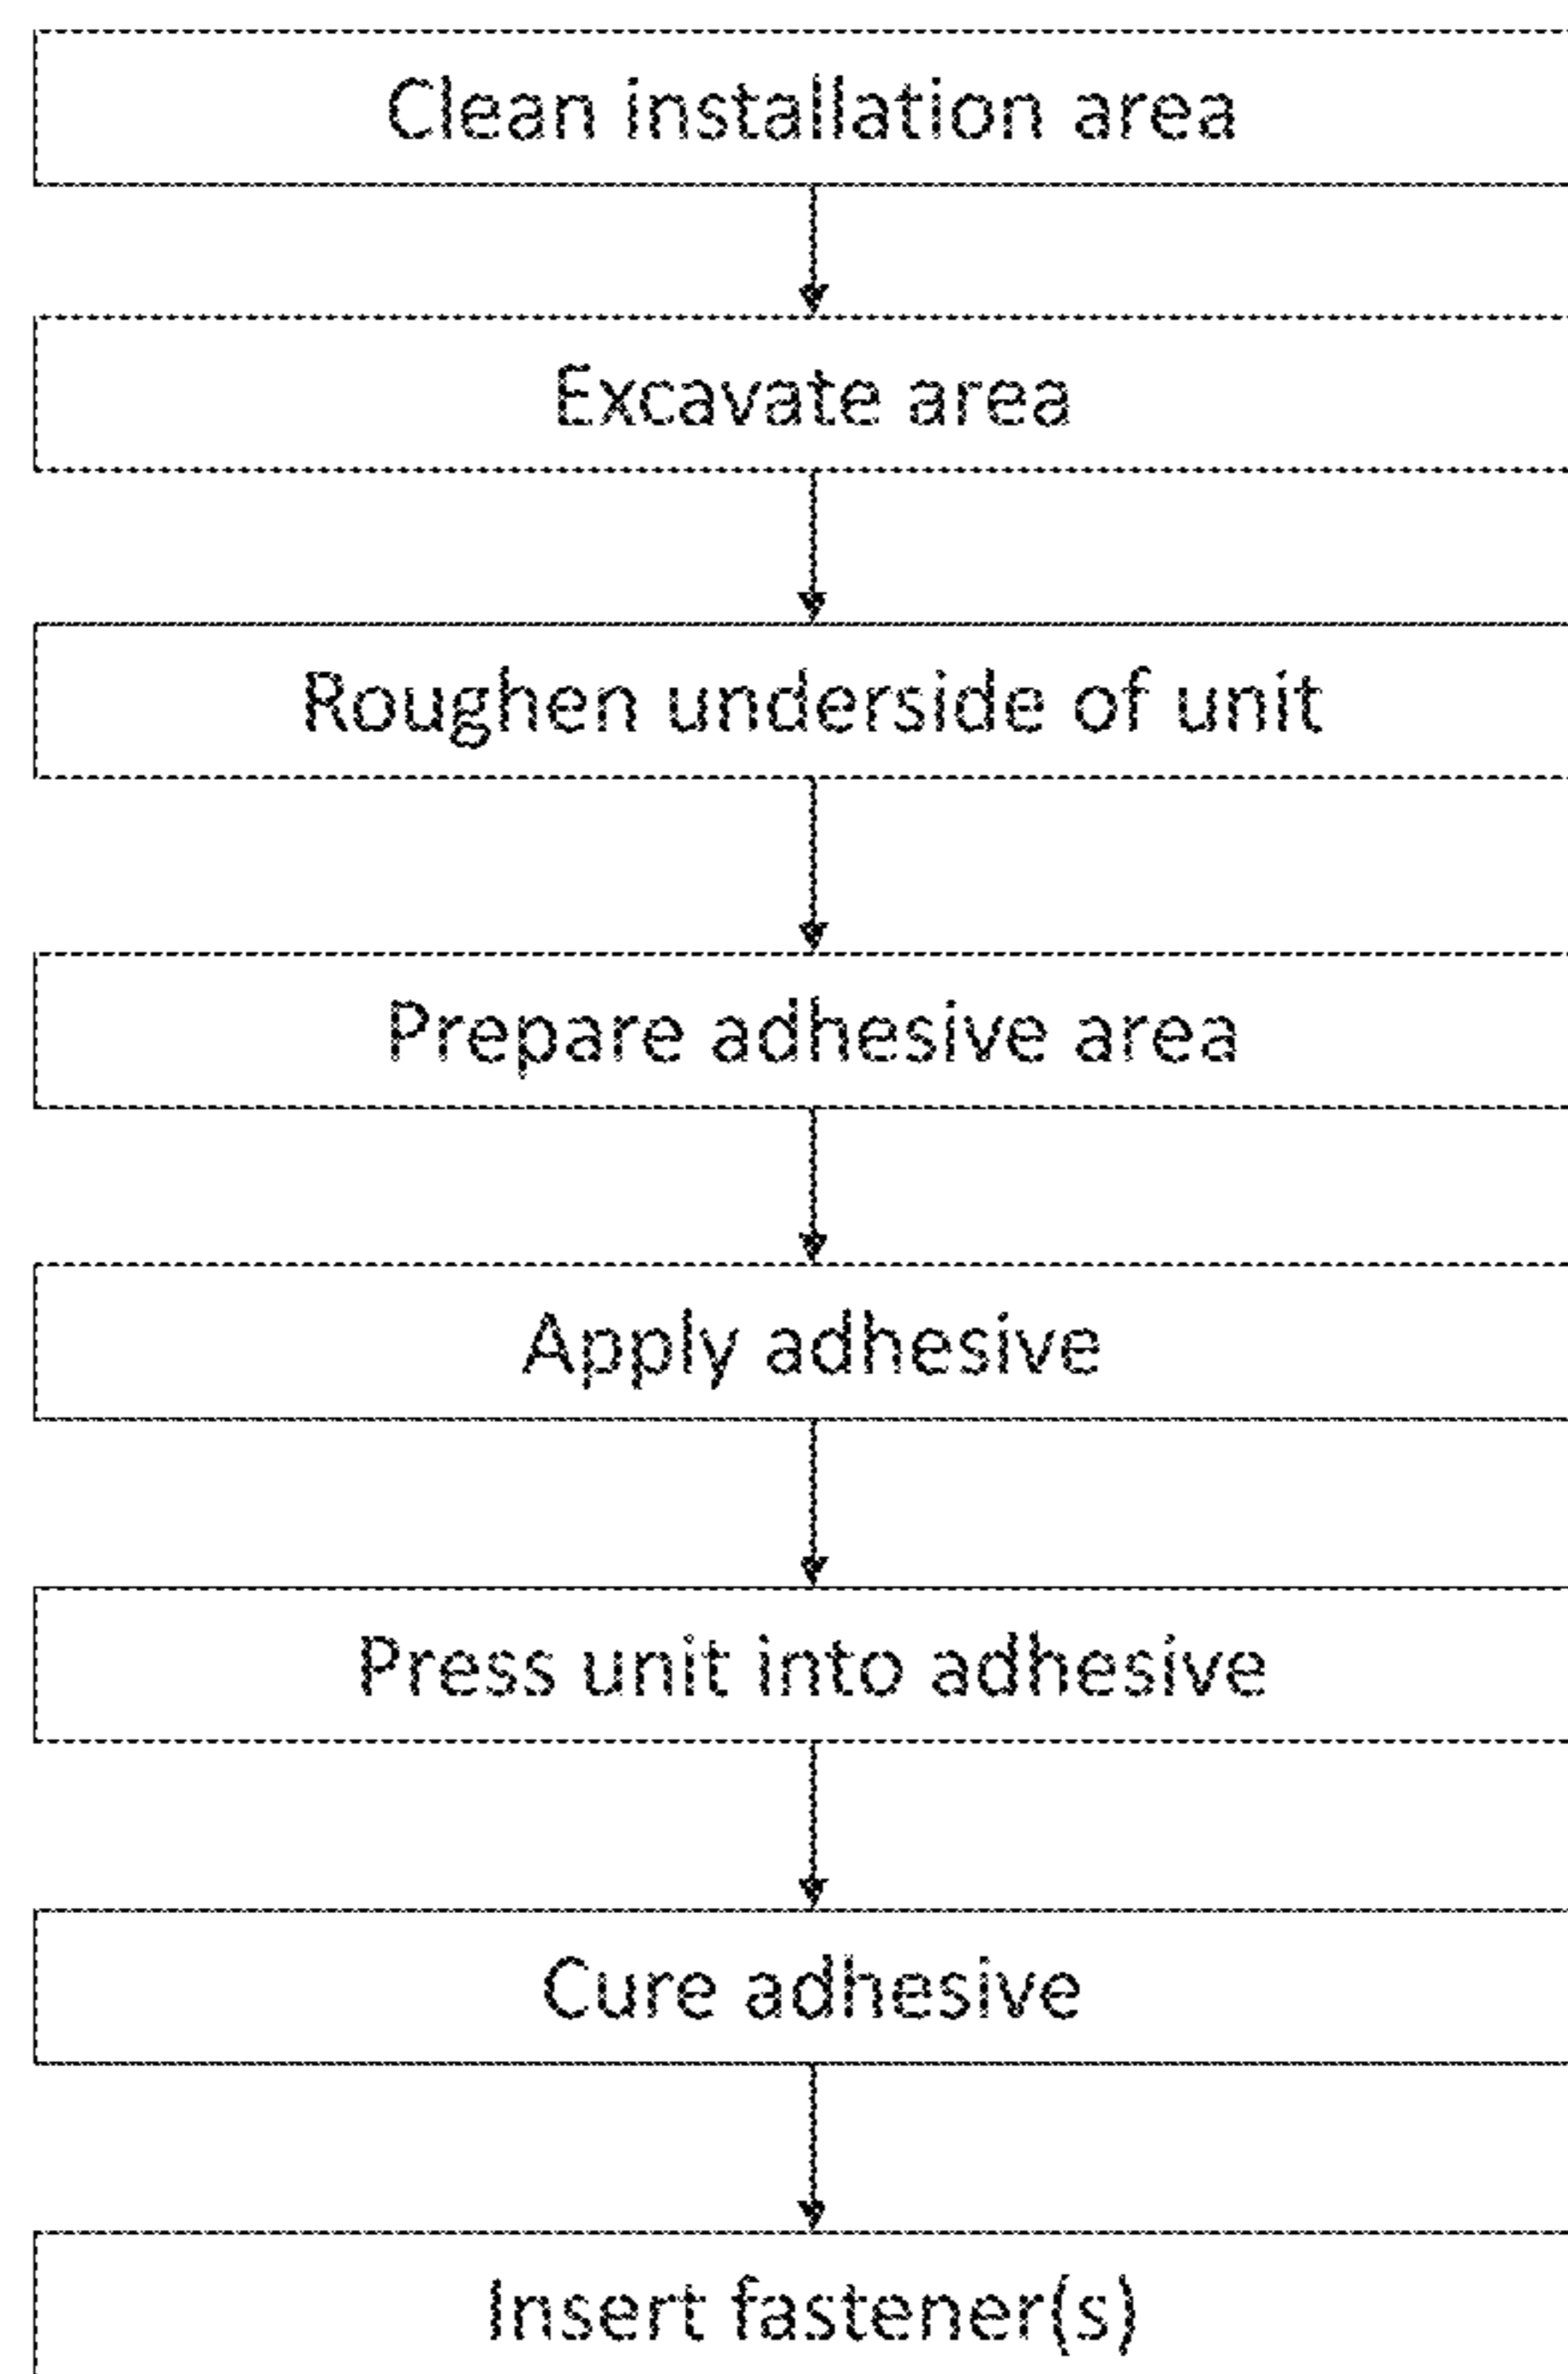 Clean installation area
Excavate area
Roughen underside of unit
Prepare adhesive area
Apply adhesive
Press unit into adhesive
Cure adhesive
Insert fastener(s)